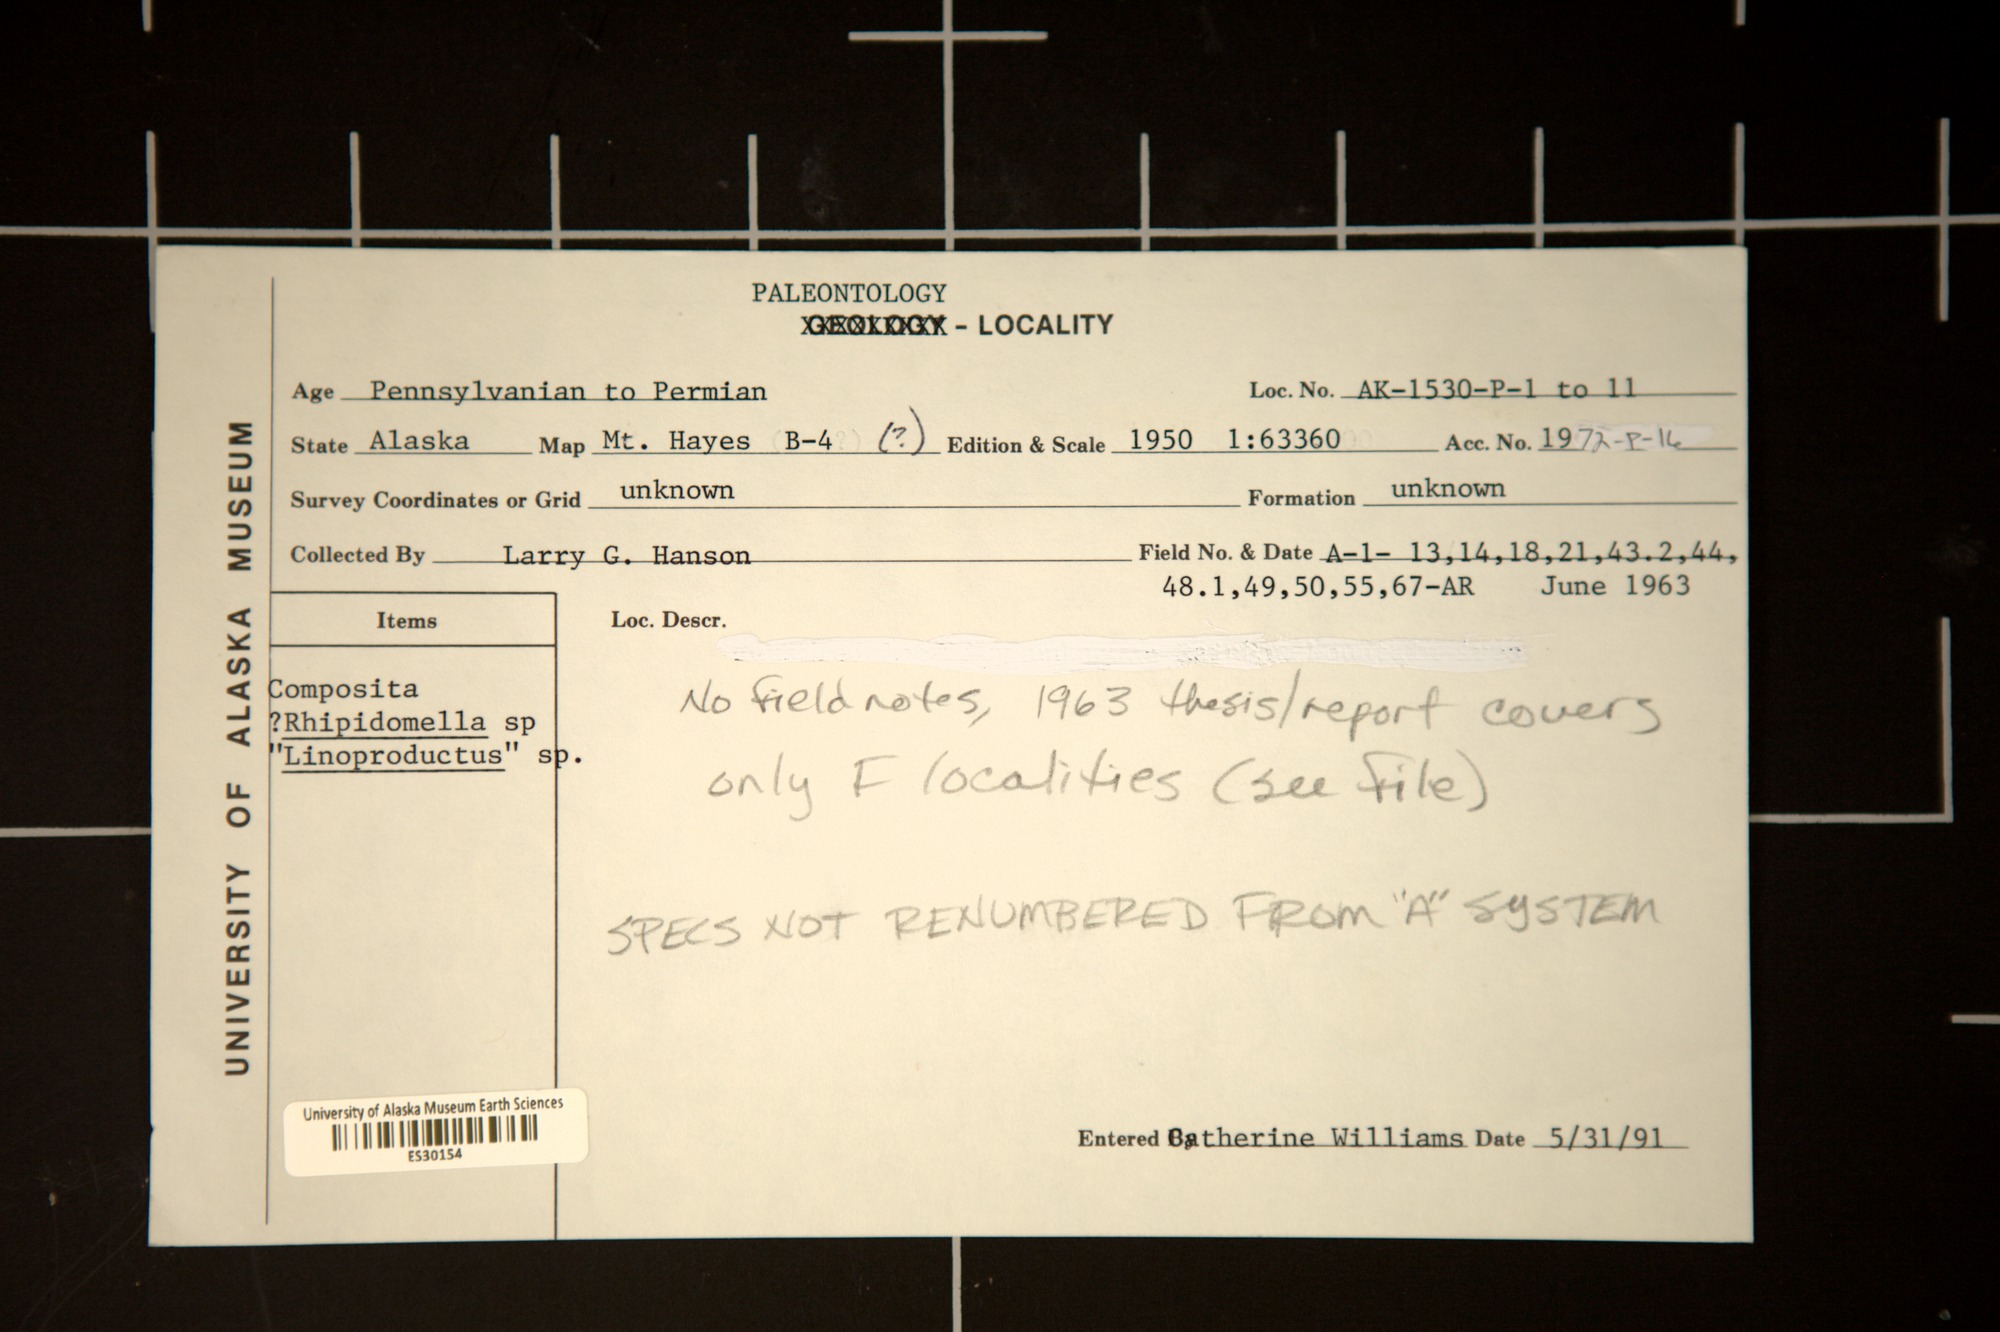 UNIVERSITY OF ALASKA MUSEUM
PALEONTOLOGY
GEOLOGY - LOCALITY
Age Pennsylvanian to Permian Loc. No. AK-1530-P-1 to 11
State Alaska Map Mt. Hayes B-4 (?) Edition & Scale 1950 1:63360 Acc. No. 1972-P-16
Survey Coordinates or Grid unknown Formation unknown
Collected By Larry G. Hanson Field No. & Date A-1- 13,14,18,21,43.2,44,
48.1,49,50,55,67-AR June 1963
Items Loc. Descr.
Composita
?Rhipidomella sp
"Linoproductus" sp.
No field notes, 1963 thesis/report covers
only F localities (see file)
SPECS NOT RENUMBERED FROM "A" SYSTEM
University of Alaska Museum Earth Sciences
ES30154
Entered By Catherine Williams Date 5/31/91